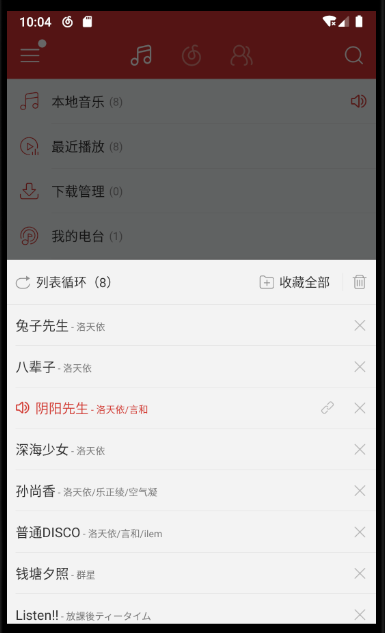 10:04
本地音乐 (8)
最近播放 (8)
下载管理 (0)
我的电台 (1)
列表循环（8） 收藏全部
兔子先生 - 洛天依
八辈子 - 洛天依
阴阳先生 - 洛天依/言和
深海少女 - 洛天依
孙尚香 - 洛天依/乐正绫/空气凝
普通DISCO - 洛天依/言和/ilem
钱塘夕照 - 群星
Listen!! - 放課後ティータイム